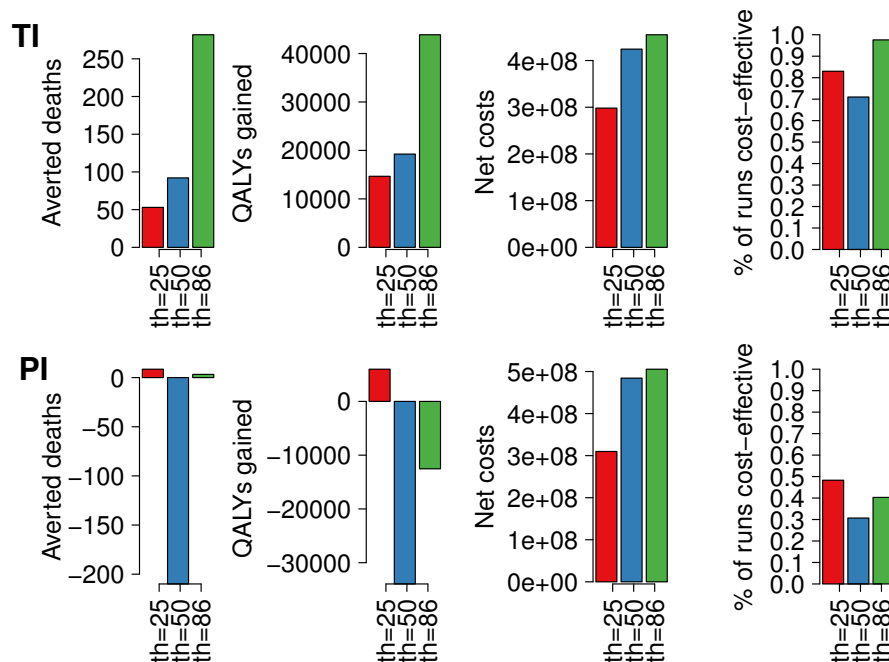 TI
Averted deaths
250
200
150
100
50
0
th=25
th=50
th=86
QALYs gained
40000
20000
10000
0
th=25
th=50
th=86
Net costs
4e+08
3e+08
2e+08
0e+00
th=25
th=50
th=86
% of runs cost−effective
1.0
0.9
0.8
0.7
0.6
0.5
0.4
0.3
0.2
0.1
0.0
th=25
th=50
th=86
PI
Averted deaths
0
−50
−100
−150
−200
th=25
th=50
th=86
QALYs gained
0
−10000
−20000
−30000
th=25
th=50
th=86
Net costs
5e+08
4e+08
3e+08
2e+08
1e+08
0e+00
th=25
th=50
th=86
% of runs cost−effective
1.0
0.9
0.8
0.7
0.6
0.5
0.4
0.3
0.2
0.1
0.0
th=25
th=50
th=86